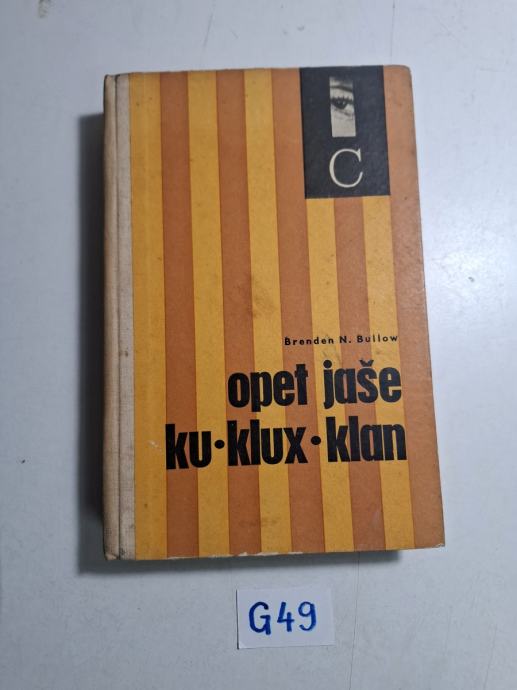 C
Brenden N. Bullow
opet jaše
ku·klux·klan
G49